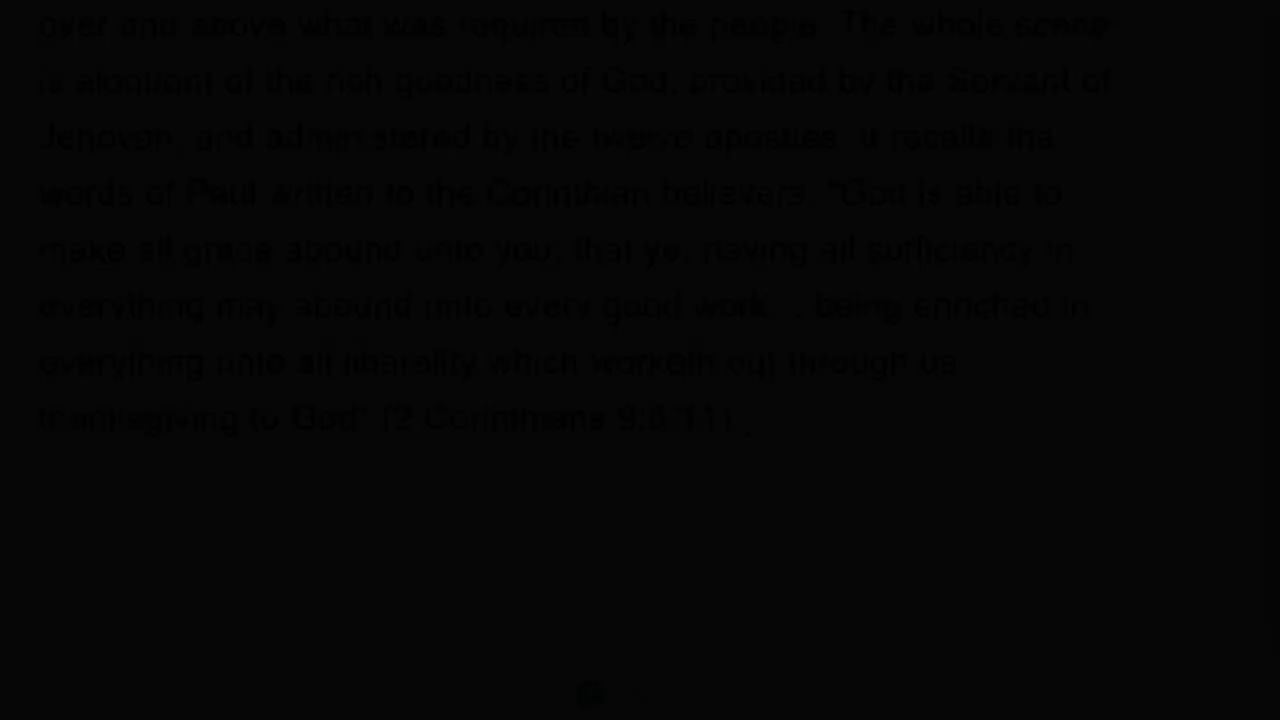 over and above what was required by the people. The whole scene
is eloquent of the rich goodness of God, provided by the Servant of
Jehovah, and administered by the twelve apostles. It recalls the
words of Paul written to the Corinthian believers, "God is able to
make all grace abound unto you, that ye, having all sufficiency in
everything may abound unto every good work. . . being enriched in
everything unto all liberality which worketh out through us
thanksgiving to God" (2 Corinthians 9:8-11).